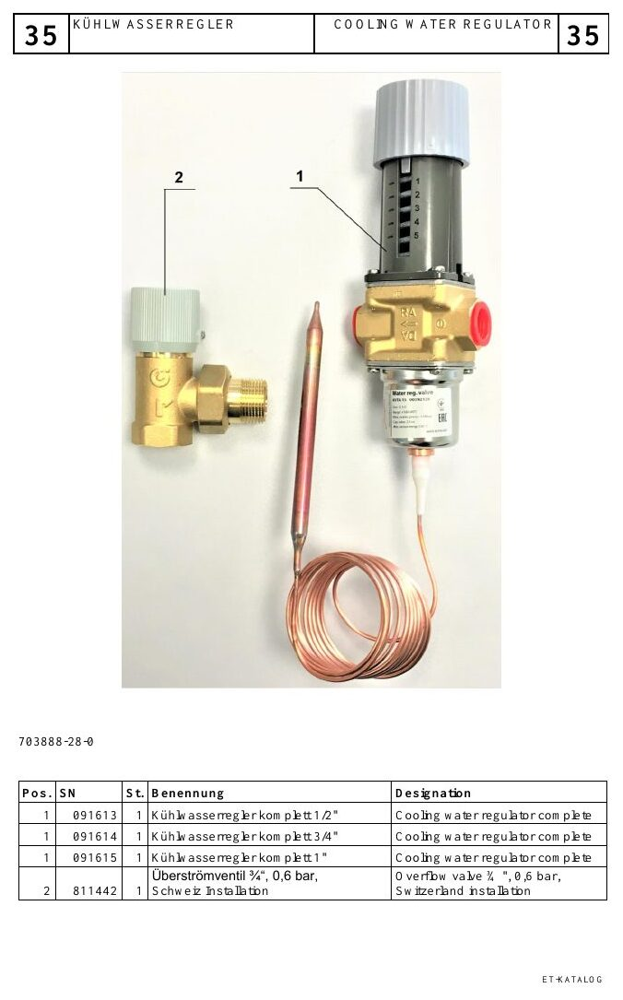 35 KÜHLWASSERREGLER COOLING WATER REGULATOR 35
2 1
1
2
3
4
5
RA
Water reg. valve
EAC
703888-28-0
Pos. SN St. Benennung Designation
1 091613 1 Kühlwasserregler komplett 1/2" Cooling water regulator complete
1 091614 1 Kühlwasserregler komplett 3/4" Cooling water regulator complete
1 091615 1 Kühlwasserregler komplett 1" Cooling water regulator complete
Überströmventil ¾“, 0,6 bar, Overflow valve ¾ ", 0,6 bar,
2 811442 1 Schweiz Installation Switzerland installation
ET-KATALOG